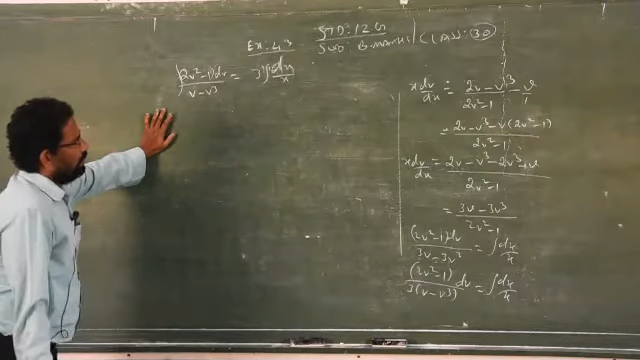 STD: 12 G
Ex: 4.3
SUB: B.MATHS / CLASS: 30
∫(2v²-1)dv / v-v³ = 3∫dx/x
x dv/dx = 2v-v³ / 2v²-1 - v/1
= 2v-v³-v(2v²-1) / 2v²-1
x dv/dx = 2v-v³-2v³+v / 2v²-1
= 3v-3v³ / 2v²-1
(2v²-1)dv / 3v-3v³ = ∫dx/x
(2v²-1) / 3(v-v³) dv = ∫dx/x